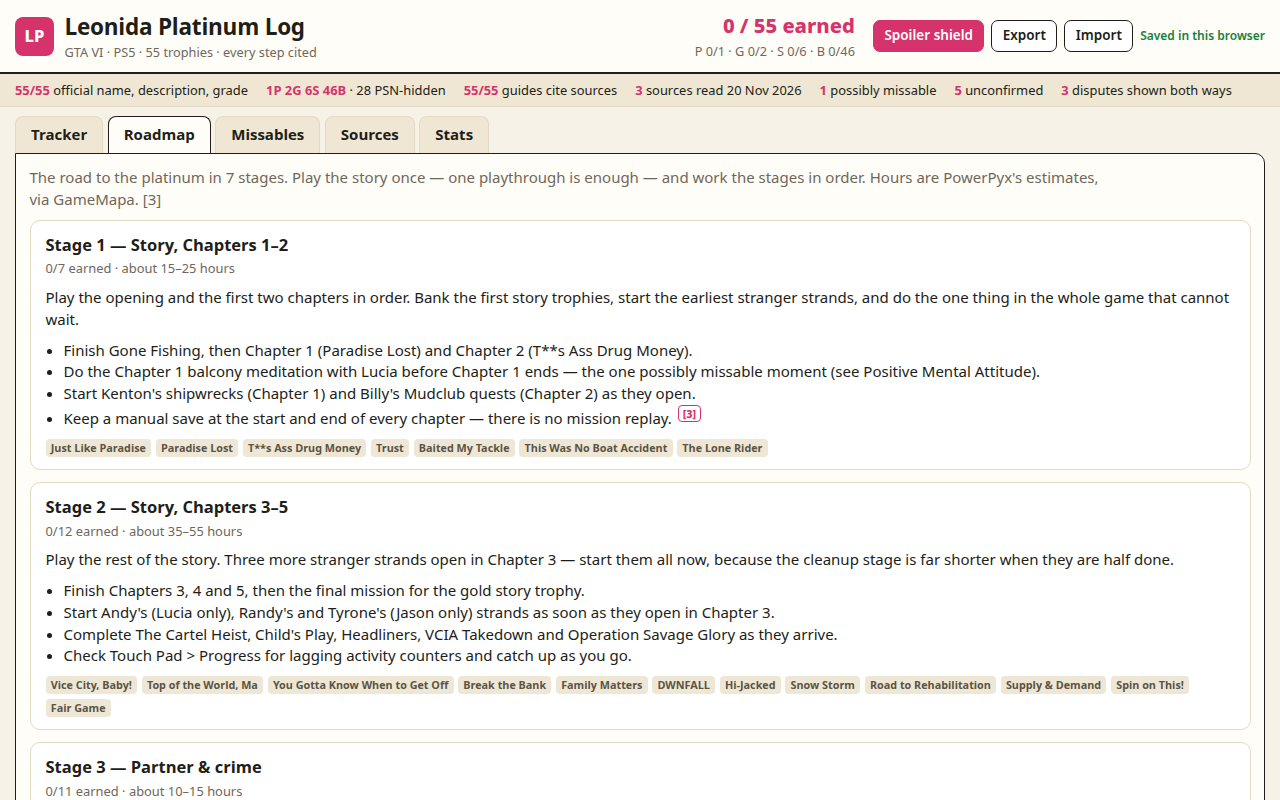 LP
Leonida Platinum Log
GTA VI · PS5 · 55 trophies · every step cited
0 / 55 earned
P 0/1 · G 0/2 · S 0/6 · B 0/46
Spoiler shield
Export
Import
Saved in this browser
55/55 official name, description, grade
1P 2G 6S 46B · 28 PSN-hidden
55/55 guides cite sources
3 sources read 20 Nov 2026
1 possibly missable
5 unconfirmed
3 disputes shown both ways
Tracker
Roadmap
Missables
Sources
Stats
The road to the platinum in 7 stages. Play the story once — one playthrough is enough — and work the stages in order. Hours are PowerPyx's estimates,
via GameMapa. [3]
Stage 1 — Story, Chapters 1–2
0/7 earned · about 15–25 hours
Play the opening and the first two chapters in order. Bank the first story trophies, start the earliest stranger strands, and do the one thing in the whole game that cannot
wait.
• Finish Gone Fishing, then Chapter 1 (Paradise Lost) and Chapter 2 (T**s Ass Drug Money).
• Do the Chapter 1 balcony meditation with Lucia before Chapter 1 ends — the one possibly missable moment (see Positive Mental Attitude).
• Start Kenton's shipwrecks (Chapter 1) and Billy's Mudclub quests (Chapter 2) as they open.
• Keep a manual save at the start and end of every chapter — there is no mission replay. [3]
Just Like Paradise
Paradise Lost
T**s Ass Drug Money
Trust
Baited My Tackle
This Was No Boat Accident
The Lone Rider
Stage 2 — Story, Chapters 3–5
0/12 earned · about 35–55 hours
Play the rest of the story. Three more stranger strands open in Chapter 3 — start them all now, because the cleanup stage is far shorter when they are half done.
• Finish Chapters 3, 4 and 5, then the final mission for the gold story trophy.
• Start Andy's (Lucia only), Randy's and Tyrone's (Jason only) strands as soon as they open in Chapter 3.
• Complete The Cartel Heist, Child's Play, Headliners, VCIA Takedown and Operation Savage Glory as they arrive.
• Check Touch Pad > Progress for lagging activity counters and catch up as you go.
Vice City, Baby!
Top of the World, Ma
You Gotta Know When to Get Off
Break the Bank
Family Matters
DWNFALL
Hi-Jacked
Snow Storm
Road to Rehabilitation
Supply & Demand
Spin on This!
Fair Game
Stage 3 — Partner & crime
0/11 earned · about 10–15 hours